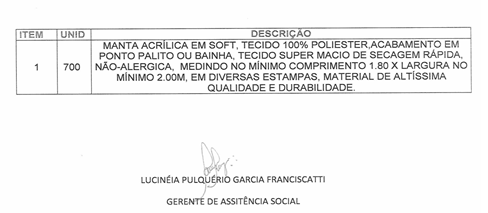 ITEM UNID DESCRIÇÃO
1 700 MANTA ACRÍLICA EM SOFT, TECIDO 100% POLIESTER,ACABAMENTO EM
PONTO PALITO OU BAINHA, TECIDO SUPER MACIO DE SECAGEM RÁPIDA,
NÃO-ALERGICA, MEDINDO NO MÍNIMO COMPRIMENTO 1.80 X LARGURA NO
MÍNIMO 2.00M, EM DIVERSAS ESTAMPAS, MATERIAL DE ALTÍSSIMA
QUALIDADE E DURABILIDADE.
LUCINÉIA PULQUÉRIO GARCIA FRANCISCATTI
GERENTE DE ASSITÊNCIA SOCIAL